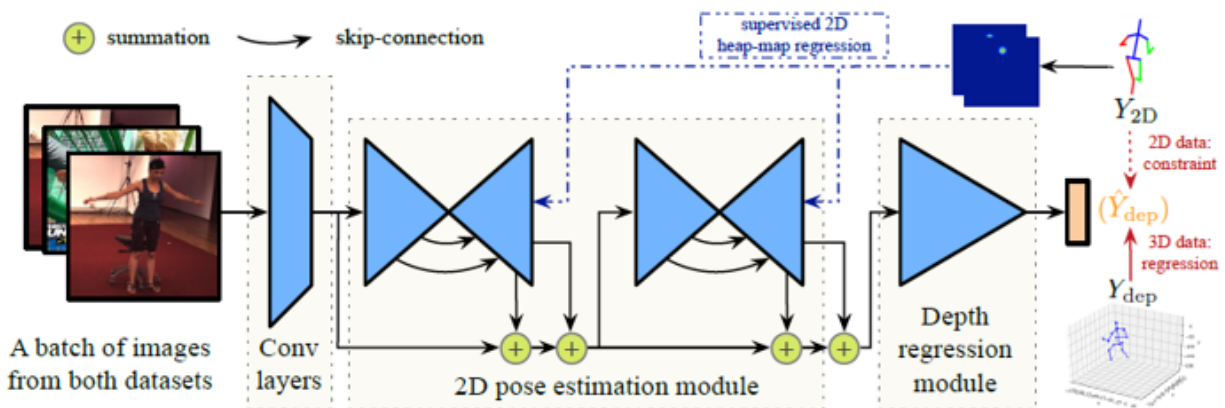 summation
skip-connection
supervised 2D
heap-map regression
Y2D
2D data:
constraint
(Ŷdep)
3D data:
regression
Ydep
A batch of images
from both datasets
Conv
layers
+ + + +
2D pose estimation module
Depth
regression
module